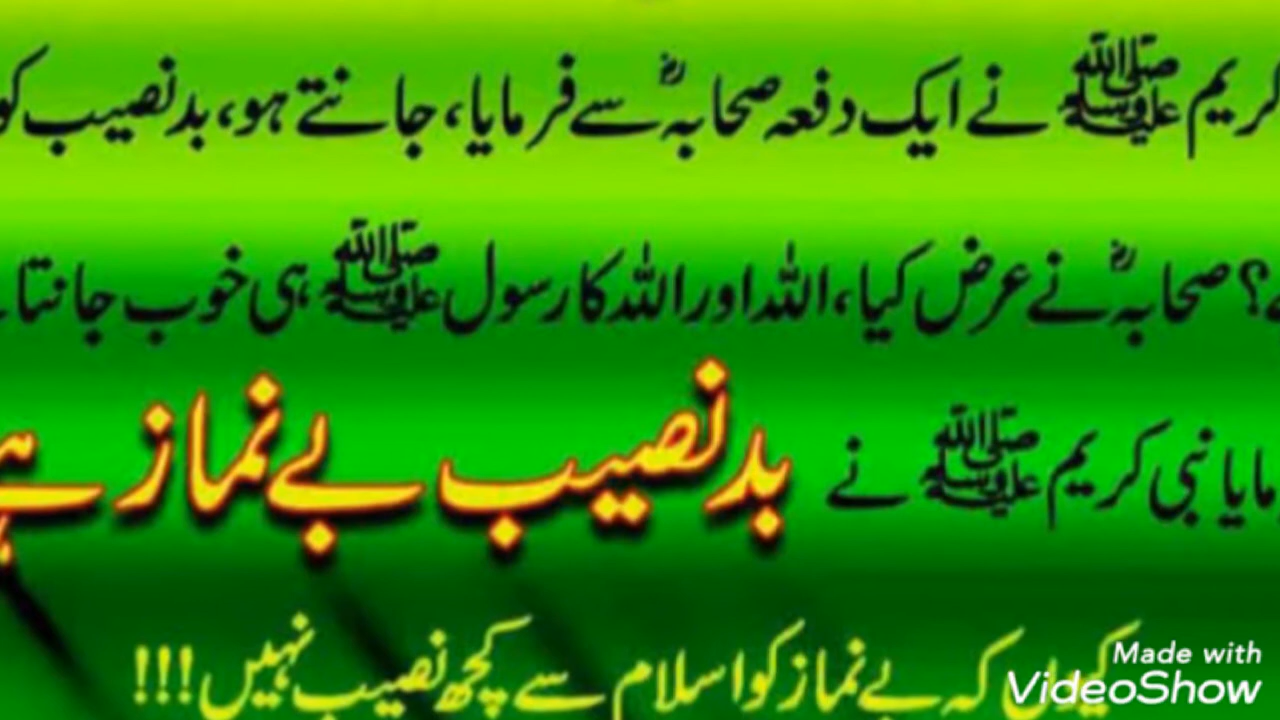 کریم ﷺ نے ایک دفعہ صحابہؓ سے فرمایا، جانتے ہو، بدنصیب کو
؟ صحابہؓ نے عرض کیا، اللہ اور اللہ کا رسول ﷺ ہی خوب جانتا
مایا نبی کریم ﷺ نے بدنصیب بے نماز ہے
کیوں کہ بے نماز کو اسلام سے کچھ نصیب نہیں!!!
Made with
VideoShow